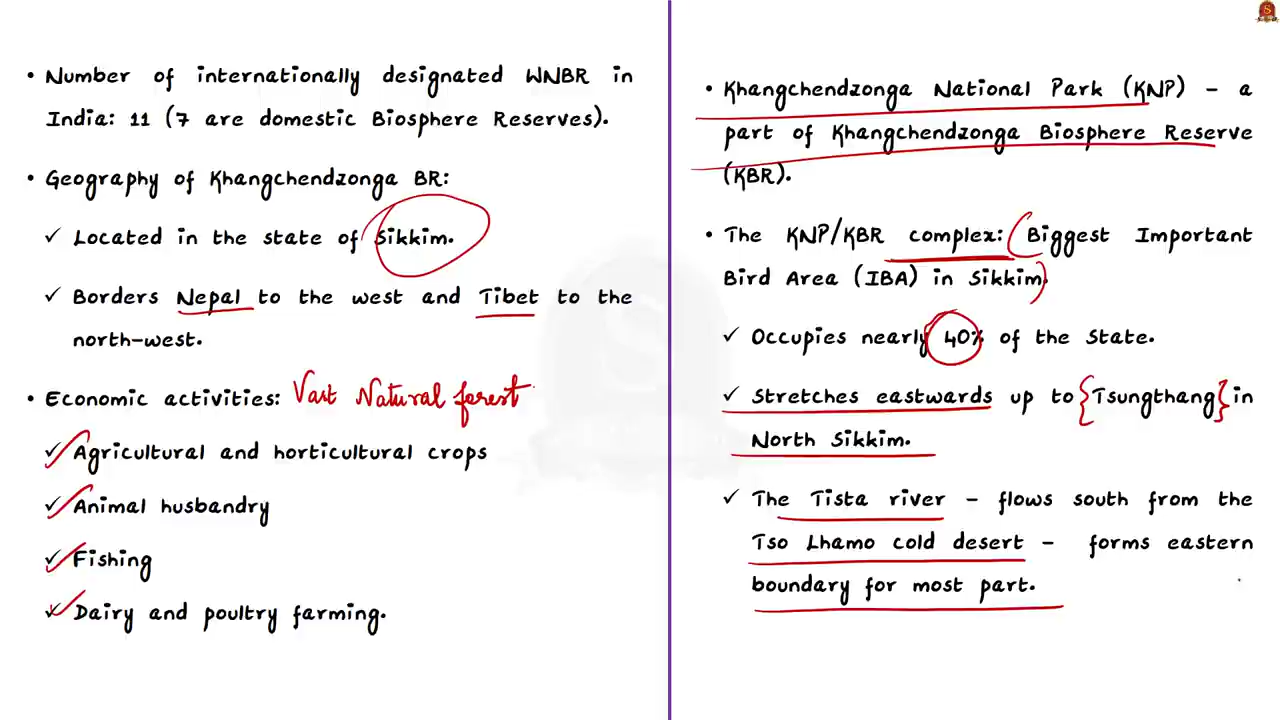 • Number of internationally designated WNBR in
India: 11 (7 are domestic Biosphere Reserves).
• Geography of Khangchendzonga BR:
✓ Located in the state of Sikkim.
✓ Borders Nepal to the west and Tibet to the
north-west.
• Economic activities: Vast Natural forest
✓ Agricultural and horticultural crops
✓ Animal husbandry
✓ Fishing
✓ Dairy and poultry farming.
• Khangchendzonga National Park (KNP) - a
part of Khangchendzonga Biosphere Reserve
(KBR).
• The KNP/KBR complex: (Biggest Important
Bird Area (IBA) in Sikkim.)
✓ Occupies nearly 40% of the State.
✓ Stretches eastwards up to {Tsungthang} in
North Sikkim.
✓ The Tista river - flows south from the
Tso Lhamo cold desert - forms eastern
boundary for most part.